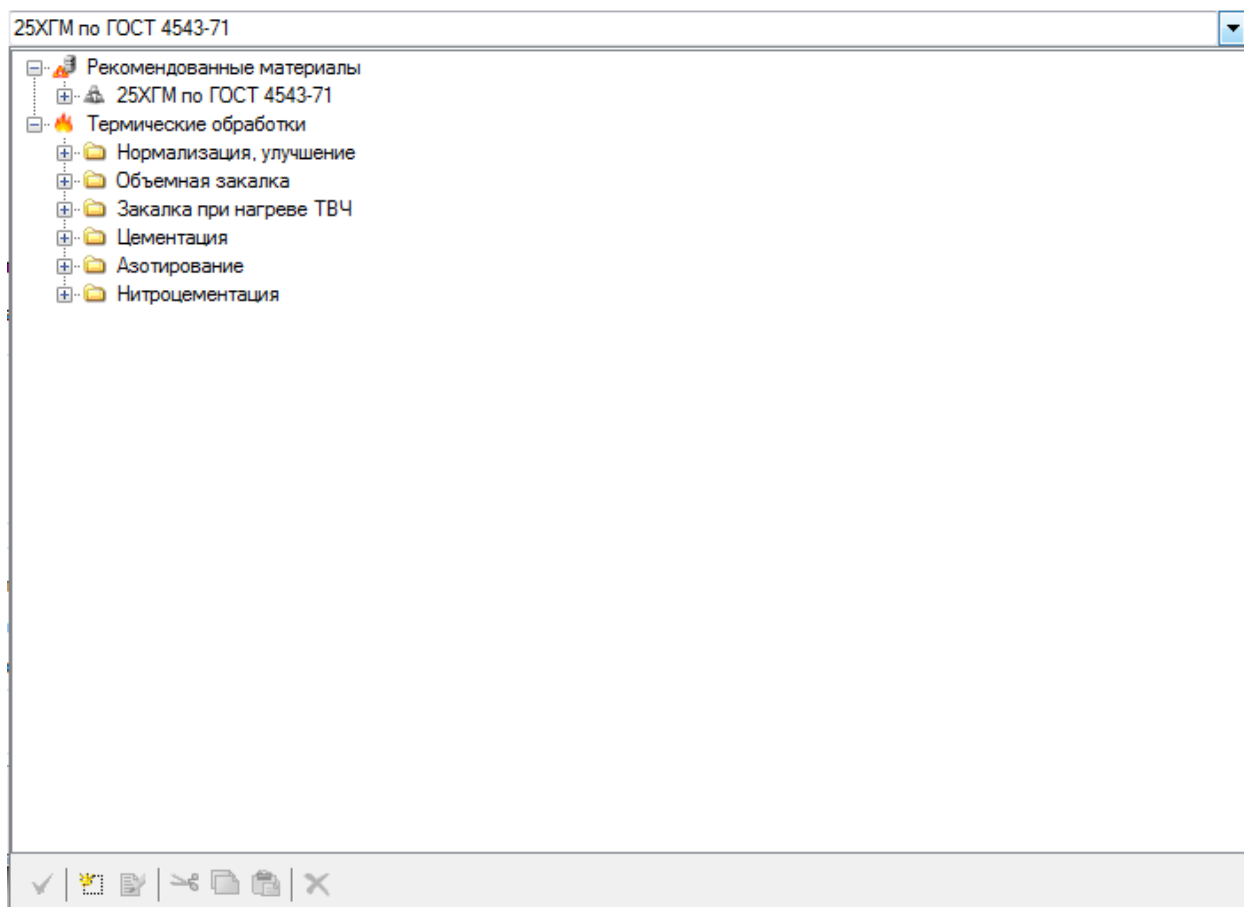 25ХГМ по ГОСТ 4543-71
Рекомендованные материалы
25ХГМ по ГОСТ 4543-71
Термические обработки
Нормализация, улучшение
Объемная закалка
Закалка при нагреве ТВЧ
Цементация
Азотирование
Нитроцементация